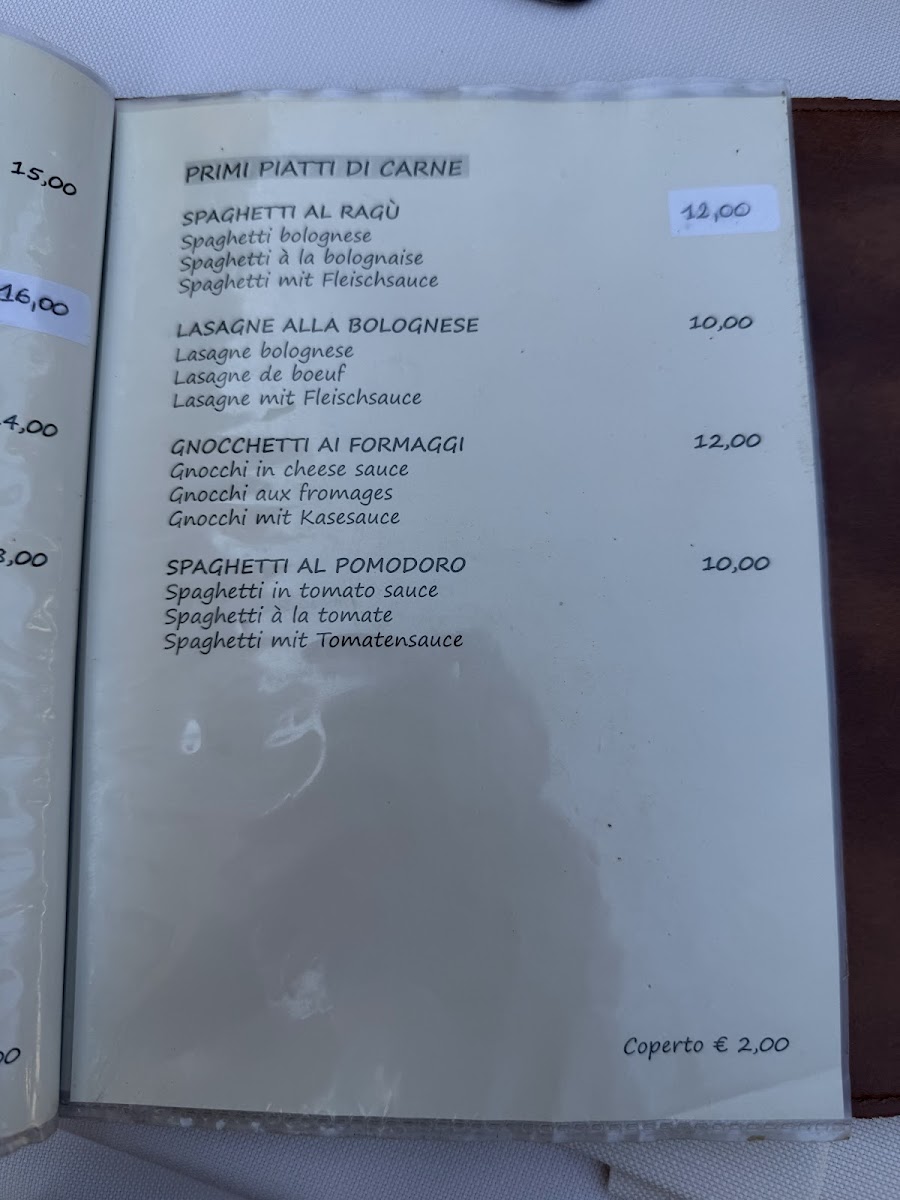 15,00
16,00
4,00
3,00
PRIMI PIATTI DI CARNE
SPAGHETTI AL RAGÙ 12,00
Spaghetti bolognese
Spaghetti à la bolognaise
Spaghetti mit Fleischsauce
LASAGNE ALLA BOLOGNESE 10,00
Lasagne bolognese
Lasagne de boeuf
Lasagne mit Fleischsauce
GNOCCHETTI AI FORMAGGI 12,00
Gnocchi in cheese sauce
Gnocchi aux fromages
Gnocchi mit Kasesauce
SPAGHETTI AL POMODORO 10,00
Spaghetti in tomato sauce
Spaghetti à la tomate
Spaghetti mit Tomatensauce
Coperto € 2,00